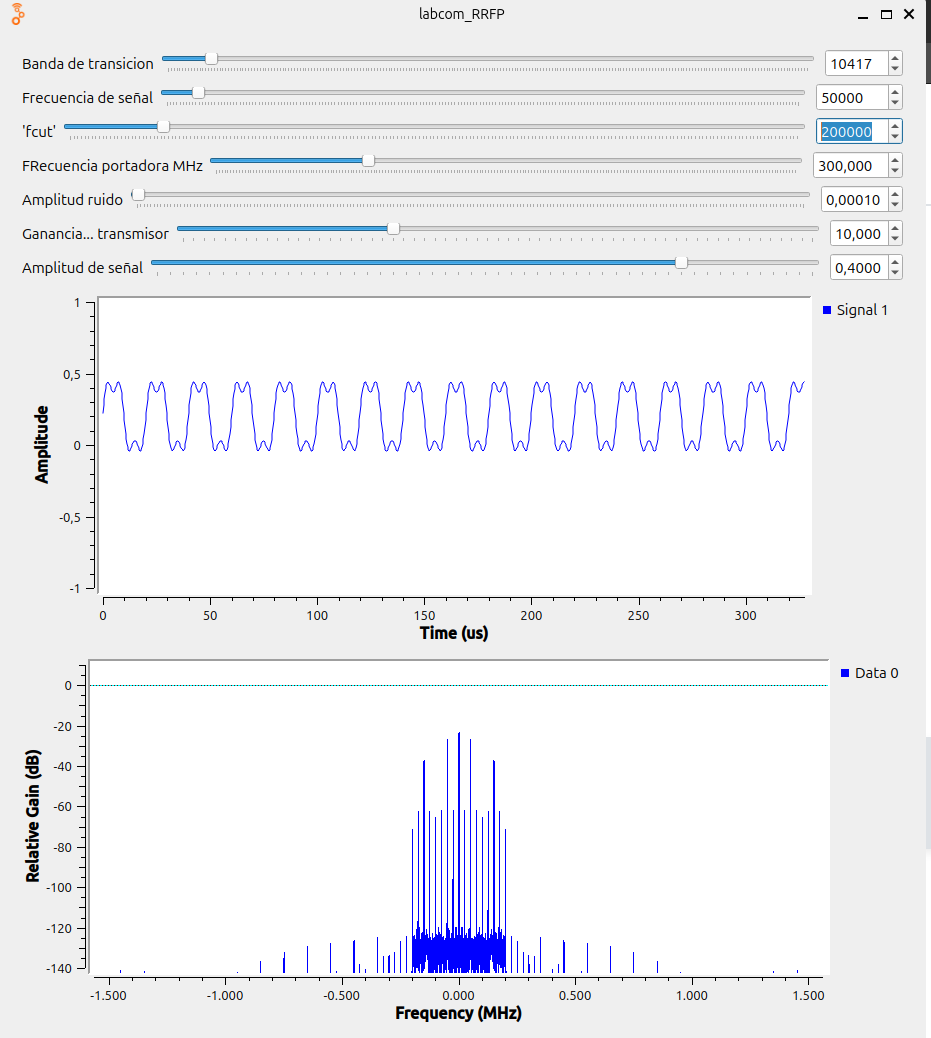 labcom_RRFP
Banda de transicion 10417
Frecuencia de señal 50000
'fcut' 200000
FRecuencia portadora MHz 300,000
Amplitud ruido 0,00010
Ganancia... transmisor 10,000
Amplitud de señal 0,4000
1
0,5
0
-0,5
-1
Amplitude
Signal 1
0 50 100 150 200 250 300
Time (us)
0
-20
-40
-60
-80
-100
-120
-140
Relative Gain (dB)
Data 0
-1.500 -1.000 -0.500 0.000 0.500 1.000 1.500
Frequency (MHz)